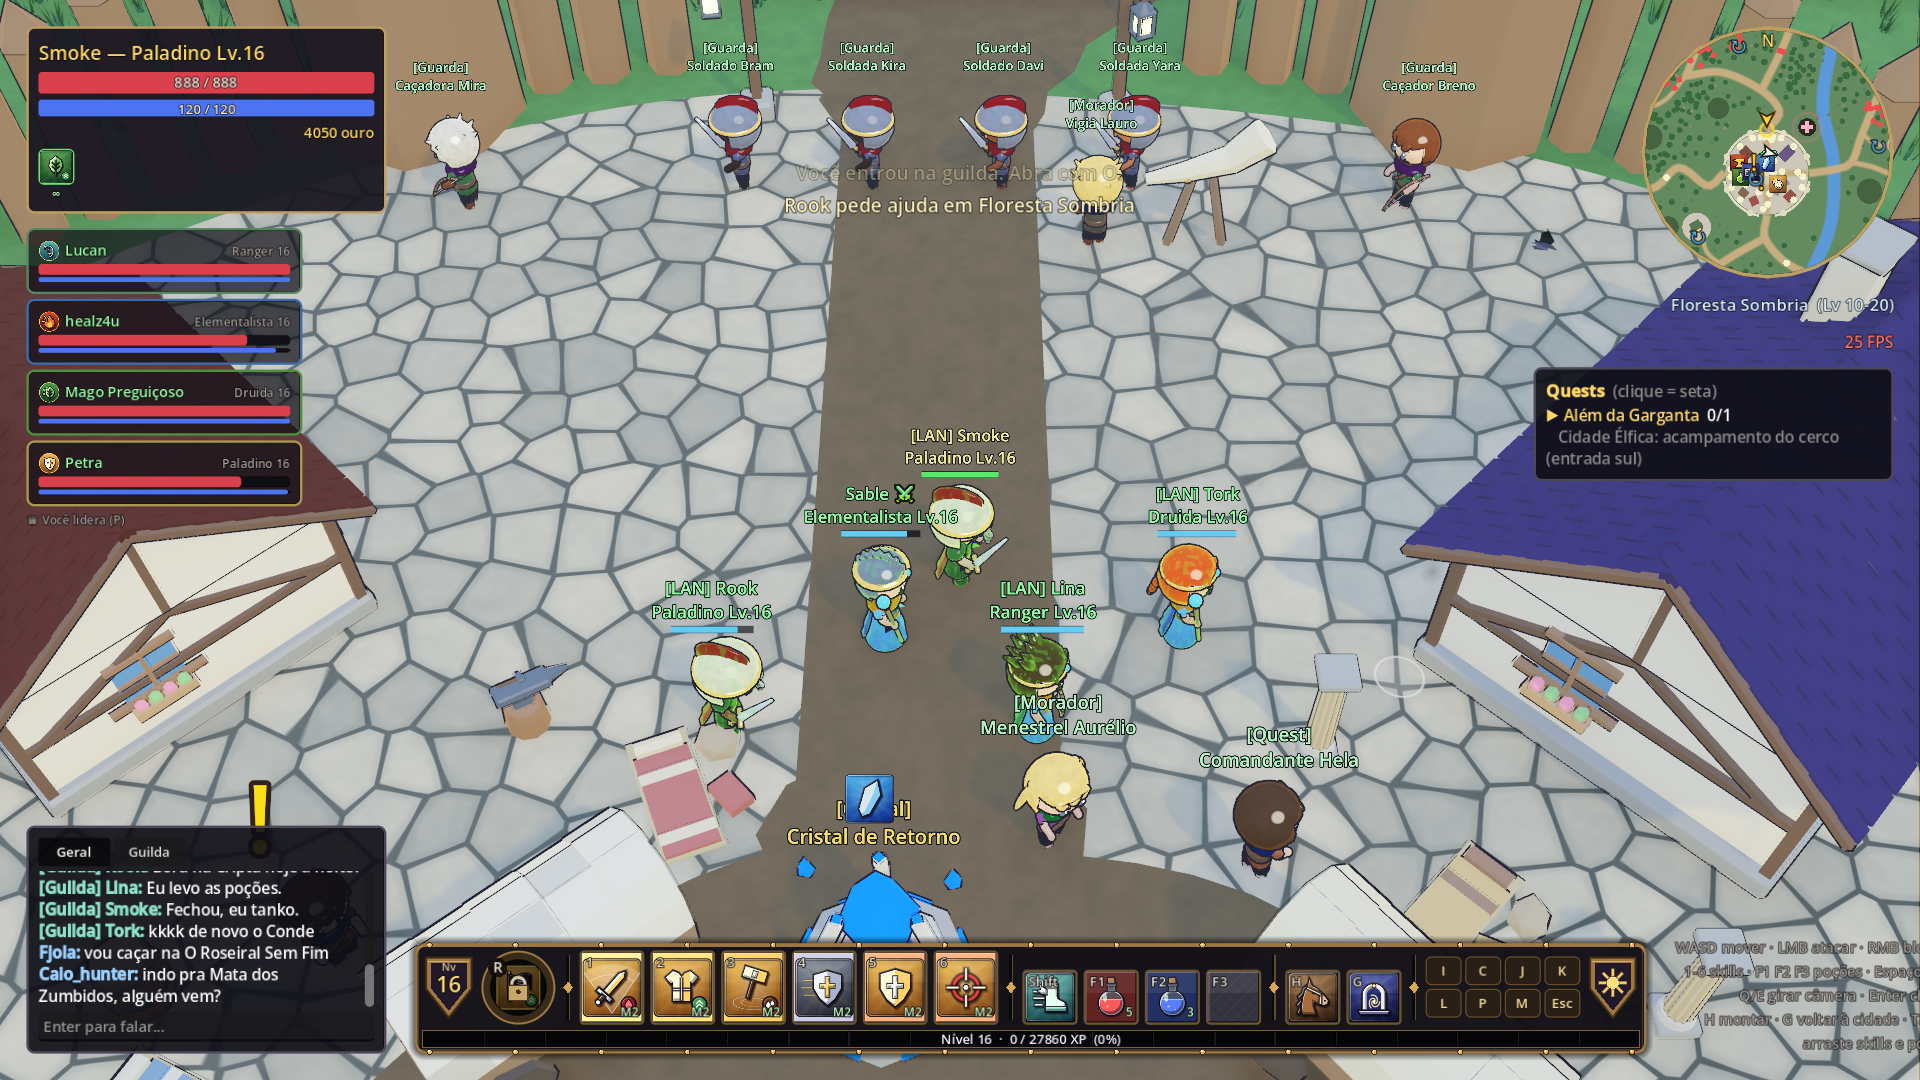 Smoke — Paladino Lv.16
888 / 888
120 / 120
4050 ouro
∞
Lucan
Ranger 16
healz4u
Elementalista 16
Mago Preguiçoso
Druida 16
Petra
Paladino 16
Você lidera (P)
[Guarda]
Caçadora Mira
[Guarda]
Soldado Bram
[Guarda]
Soldada Kira
[Guarda]
Soldado Davi
[Guarda]
Soldada Yara
[Morador]
Vigia Lauro
[Guarda]
Caçador Breno
Você entrou na guilda. Abra com O.
Rook pede ajuda em Floresta Sombria
N
Floresta Sombria (Lv 10-20)
25 FPS
Quests (clique = seta)
▶ Além da Garganta 0/1
Cidade Élfica: acampamento do cerco
(entrada sul)
[LAN] Smoke
Paladino Lv.16
Sable
Elementalista Lv.16
[LAN] Tork
Druida Lv.16
[LAN] Rook
Paladino Lv.16
[LAN] Lina
Ranger Lv.16
[Morador]
Menestrel Aurélio
[Quest]
Comandante Hela
Cristal de Retorno
Geral
Guilda
[Guilda] Lina: Eu levo as poções.
[Guilda] Smoke: Fechou, eu tanko.
[Guilda] Tork: kkkk de novo o Conde
Fjola: vou caçar na O Roseiral Sem Fim
Caio_hunter: indo pra Mata dos
Zumbidos, alguém vem?
Enter para falar...
Nv
16
R
1
M2
2
M2
3
M2
4
M2
5
M2
6
M2
Shift
F1
5
F2
3
F3
H
G
I
C
J
K
L
P
M
Esc
Nível 16 · 0 / 27860 XP (0%)
WASD mover · LMB atacar · RMB
1-6 skills · F1 F2 F3 poções ·
Q/E girar câmera · Enter
H montar · G voltar à cidade ·
arraste skills e